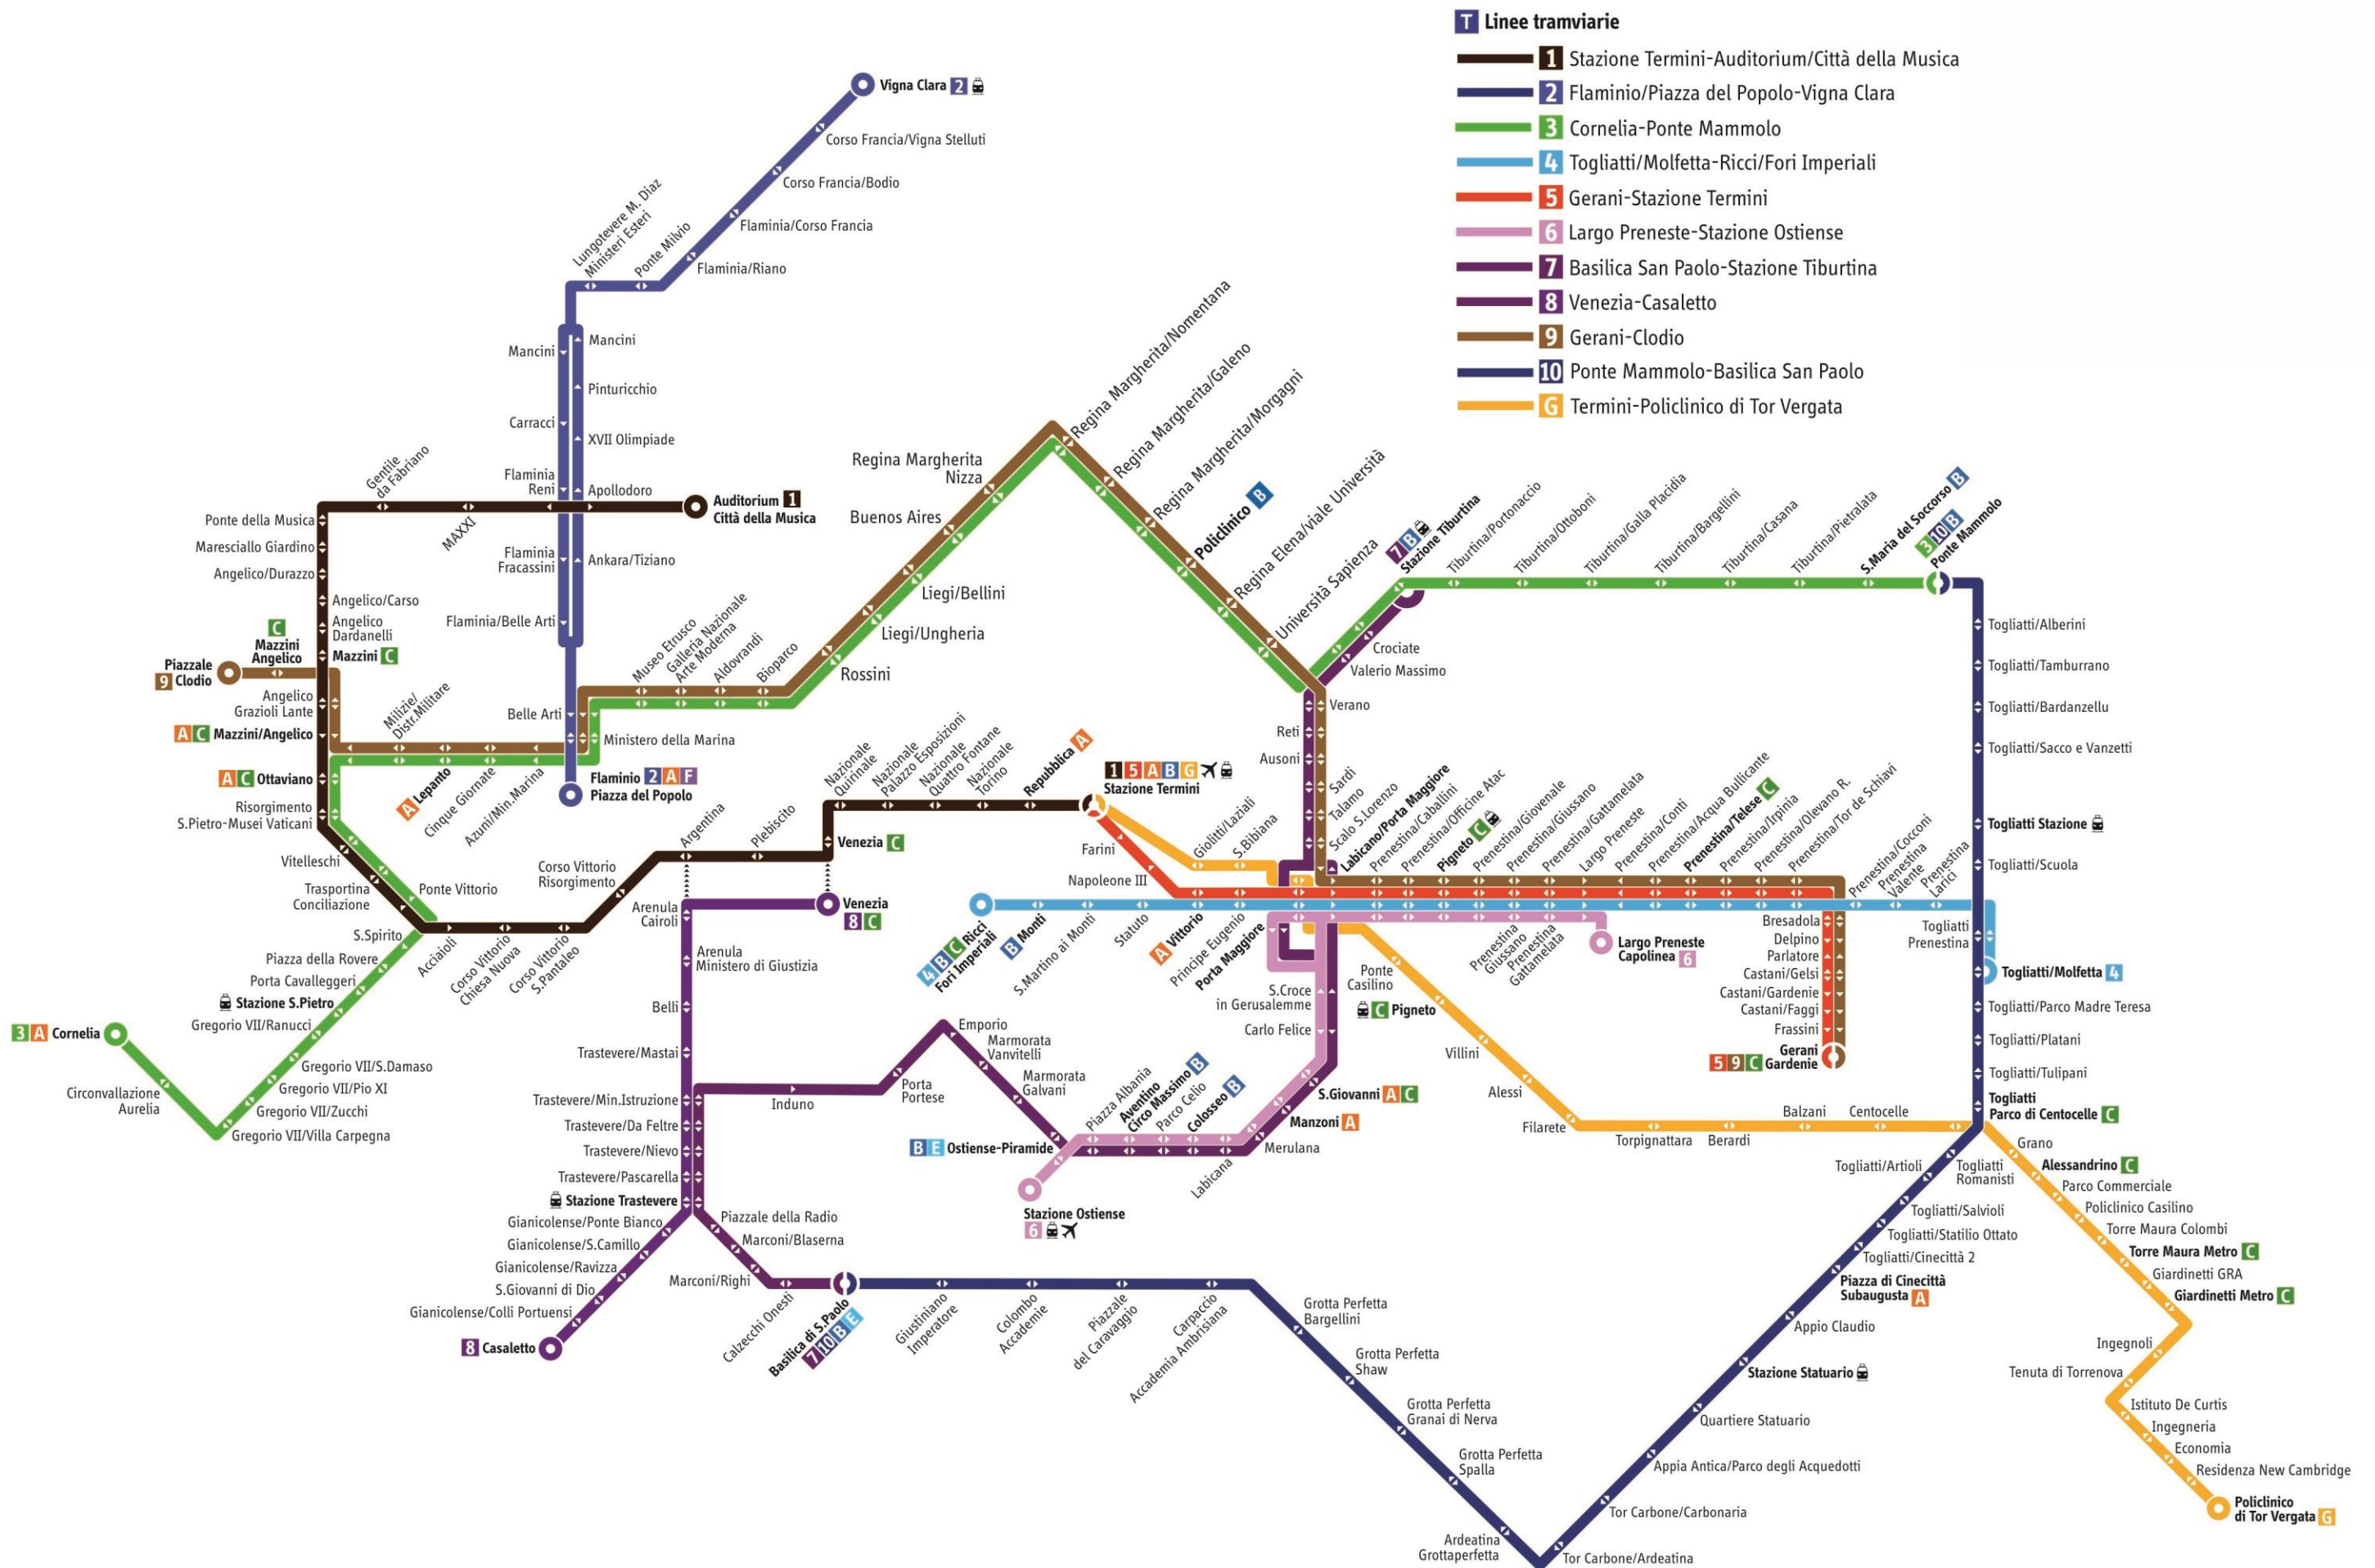 T Linee tramviarie
1 Stazione Termini-Auditorium/Città della Musica
2 Flaminio/Piazza del Popolo-Vigna Clara
3 Cornelia-Ponte Mammolo
4 Togliatti/Molfetta-Ricci/Fori Imperiali
5 Gerani-Stazione Termini
6 Largo Preneste-Stazione Ostiense
7 Basilica San Paolo-Stazione Tiburtina
8 Venezia-Casaletto
9 Gerani-Clodio
10 Ponte Mammolo-Basilica San Paolo
G Termini-Policlinico di Tor Vergata
Vigna Clara 2
Corso Francia/Vigna Stelluti
Corso Francia/Bodio
Flaminia/Corso Francia
Flaminia/Riano
Ponte Milvio
Lungotevere M. Diaz
Ministeri Esteri
Mancini
Mancini
Pinturicchio
Carracci
XVII Olimpiade
Flaminia
Reni
Apollodoro
Flaminia
Fracassini
Ankara/Tiziano
Flaminia/Belle Arti
Belle Arti
Ministero della Marina
Flaminio 2 A F
Piazza del Popolo
Auditorium 1
Città della Musica
MAXXI
Gentile
da Fabriano
Ponte della Musica
Maresciallo Giardino
Angelico/Durazzo
Angelico/Carso
Angelico
Dardanelli
Mazzini C
C
Mazzini
Angelico
Piazzale
9 Clodio
Angelico
Grazioli Lante
A C Mazzini/Angelico
A C Ottaviano
Risorgimento
S.Pietro-Musei Vaticani
Vitelleschi
Trasportina
Conciliazione
Milizie/
Distr.Militare
A Lepanto
Cinque Giornate
Azuni/Min.Marina
Ponte Vittorio
S.Spirito
Piazza della Rovere
Porta Cavalleggeri
Stazione S.Pietro
Gregorio VII/Ranucci
Gregorio VII/S.Damaso
Gregorio VII/Pio XI
Gregorio VII/Zucchi
Gregorio VII/Villa Carpegna
Circonvallazione
Aurelia
3 A Cornelia
Acciaioli
Corso Vittorio
Chiesa Nuova
Corso Vittorio
S.Pantaleo
Corso Vittorio
Risorgimento
Argentina
Plebiscito
Venezia C
Nazionale
Quirinale
Nazionale
Palazzo Esposizioni
Nazionale
Quattro Fontane
Nazionale
Torino
Repubblica A
1 5 A B G
Stazione Termini
Museo Etrusco
Galleria Nazionale
Arte Moderna
Aldovrandi
Bioparco
Rossini
Liegi/Ungheria
Liegi/Bellini
Buenos Aires
Regina Margherita
Nizza
Regina Margherita/Nomentana
Regina Margherita/Galeno
Regina Margherita/Morgagni
Policlinico B
Regina Elena/viale Università
Università Sapienza
7 B
Stazione Tiburtina
Crociate
Valerio Massimo
Tiburtina/Portonaccio
Tiburtina/Ottoboni
Tiburtina/Galla Placidia
Tiburtina/Bargellini
Tiburtina/Casana
Tiburtina/Pietralata
S.Maria del Soccorso B
3 10 B
Ponte Mammolo
Verano
Reti
Ausoni
Sardi
Talamo
Scalo S.Lorenzo
Labicano/Porta Maggiore
Prenestina/Caballini
Prenestina/Officine Atac
Pigneto C
Prenestina/Giovenale
Prenestina/Giussano
Prenestina/Gattamelata
Largo Preneste
Prenestina/Conti
Prenestina/Acqua Bullicante
Prenestina/Telese C
Prenestina/Irpinia
Prenestina/Olevano R.
Prenestina/Tor de Schiavi
Prenestina/Cocconi
Prenestina
Valente
Prenestina
Larici
Farini
Napoleone III
Giolitti/Laziali
S.Bibiana
4 B C Ricci
Fori Imperiali
B Monti
S.Martino ai Monti
Statuto
A Vittorio
Principe Eugenio
Porta Maggiore
Prenestina
Giussano
Prenestina
Gattamelata
Largo Preneste
Capolinea 6
Bresadola
Delpino
Parlatore
Castani/Gelsi
Castani/Gardenie
Castani/Faggi
Frassini
Gerani
5 9 C Gardenie
Togliatti/Alberini
Togliatti/Tamburrano
Togliatti/Bardanzellu
Togliatti/Sacco e Vanzetti
Togliatti Stazione
Togliatti/Scuola
Togliatti
Prenestina
Togliatti/Molfetta 4
Togliatti/Parco Madre Teresa
Togliatti/Platani
Togliatti/Tulipani
Togliatti
Parco di Centocelle C
Venezia
8 C
Arenula
Cairoli
Arenula
Ministero di Giustizia
Belli
Trastevere/Mastai
Trastevere/Min.Istruzione
Trastevere/Da Feltre
Trastevere/Nievo
Trastevere/Pascarella
Stazione Trastevere
Gianicolense/Ponte Bianco
Gianicolense/S.Camillo
Gianicolense/Ravizza
S.Giovanni di Dio
Gianicolense/Colli Portuensi
8 Casaletto
Induno
Porta
Portese
Emporio
Marmorata
Vanvitelli
Marmorata
Galvani
B E Ostiense-Piramide
Stazione Ostiense
6
Piazza Albania
Aventino
Circo Massimo B
Parco Celio
Colosseo B
Labicana
Merulana
Manzoni A
S.Giovanni A C
S.Croce
in Gerusalemme
Carlo Felice
Ponte
Casilino
C Pigneto
Villini
Alessi
Filarete
Torpignattara
Berardi
Balzani
Centocelle
Grano
Alessandrino C
Parco Commerciale
Policlinico Casilino
Torre Maura Colombi
Torre Maura Metro C
Giardinetti GRA
Giardinetti Metro C
Ingegnoli
Tenuta di Torrenova
Istituto De Curtis
Ingegneria
Economia
Residenza New Cambridge
Policlinico
di Tor Vergata G
Piazzale della Radio
Marconi/Blaserna
Marconi/Righi
Calzecchi Onesti
Basilica di S.Paolo
7 10 B E
Giustiniano
Imperatore
Colombo
Accademie
Piazzale
del Caravaggio
Carpaccio
Accademia Ambrisiana
Grotta Perfetta
Bargellini
Grotta Perfetta
Shaw
Grotta Perfetta
Granai di Nerva
Grotta Perfetta
Spalla
Ardeatina
Grottaperfetta
Tor Carbone/Ardeatina
Tor Carbone/Carbonaria
Appia Antica/Parco degli Acquedotti
Quartiere Statuario
Stazione Statuario
Appio Claudio
Piazza di Cinecittà
Subaugusta A
Togliatti/Cinecittà 2
Togliatti/Statilio Ottato
Togliatti/Salvioli
Togliatti/Artioli
Togliatti
Romanisti